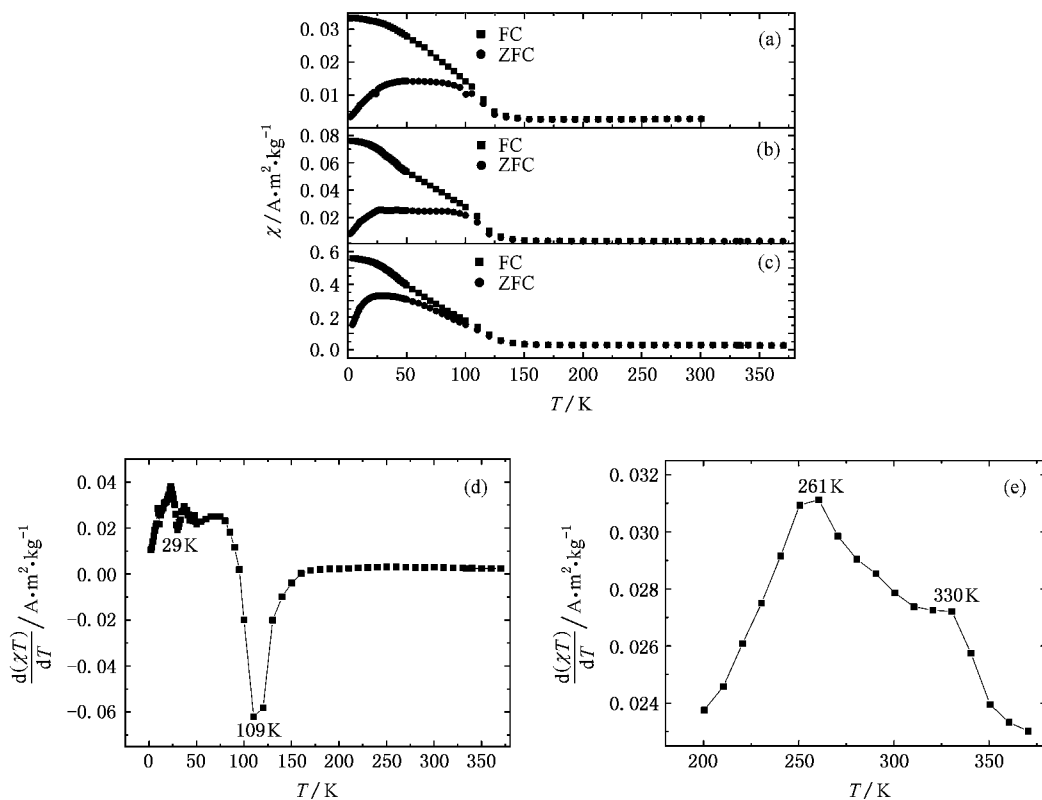 0.03
0.02
0.01
FC
ZFC
(a)
0.08
0.06
0.04
0.02
0.00
FC
ZFC
(b)
0.6
0.4
0.2
0.0
FC
ZFC
(c)
χ/A•m²•kg⁻¹
0 50 100 150 200 250 300 350
T/K
0.04
0.02
0.00
-0.02
-0.04
-0.06
d(χT)/dT / A•m²•kg⁻¹
(d)
29K
109K
0 50 100 150 200 250 300 350
T/K
0.032
0.030
0.028
0.026
0.024
d(χT)/dT / A•m²•kg⁻¹
(e)
261K
330K
200 250 300 350
T/K